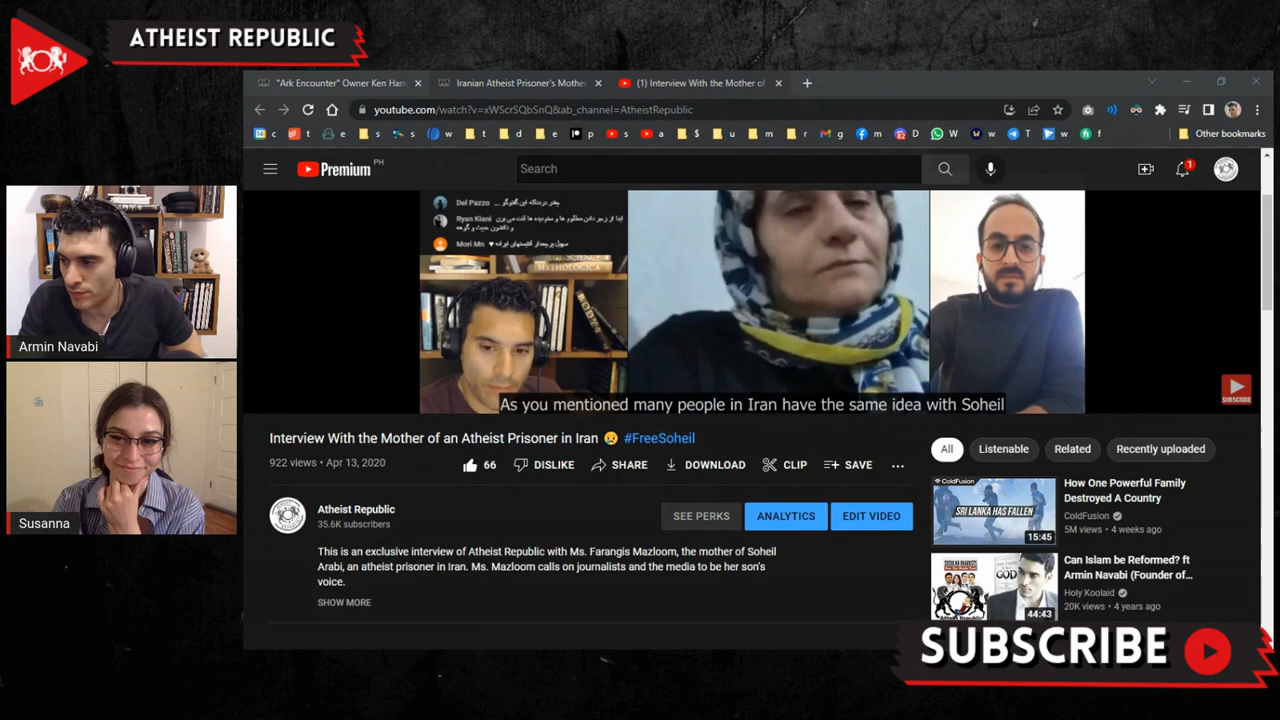 ATHEIST REPUBLIC
"Ark Encounter" Owner Ken Ham
Iranian Atheist Prisoner's Mothe
(1) Interview With the Mother of
youtube.com/watch?v=xWScrSQbSnQ&ab_channel=AtheistRepublic
c t e s s w t d e p s a $ u m r g m D W w T w f
Other bookmarks
Premium PH
Search
1
Del Pazzo
Ryan Kiani
Mori Mn
SCIENCE
MYTHOLOGICA
As you mentioned many people in Iran have the same idea with Soheil
SUBSCRIBE
Armin Navabi
Susanna
Interview With the Mother of an Atheist Prisoner in Iran 😥 #FreeSoheil
922 views • Apr 13, 2020
66 DISLIKE SHARE DOWNLOAD CLIP SAVE
Atheist Republic
35.6K subscribers
SEE PERKS ANALYTICS EDIT VIDEO
This is an exclusive interview of Atheist Republic with Ms. Farangis Mazloom, the mother of Soheil
Arabi, an atheist prisoner in Iran. Ms. Mazloom calls on journalists and the media to be her son's
voice.
SHOW MORE
All Listenable Related Recently uploaded
ColdFusion
SRI LANKA HAS FALLEN
15:45
How One Powerful Family
Destroyed A Country
ColdFusion
5M views • 4 weeks ago
GOD
44:43
Can Islam be Reformed? ft
Armin Navabi (Founder of...
Holy Koolaid
20K views • 4 years ago
SUBSCRIBE